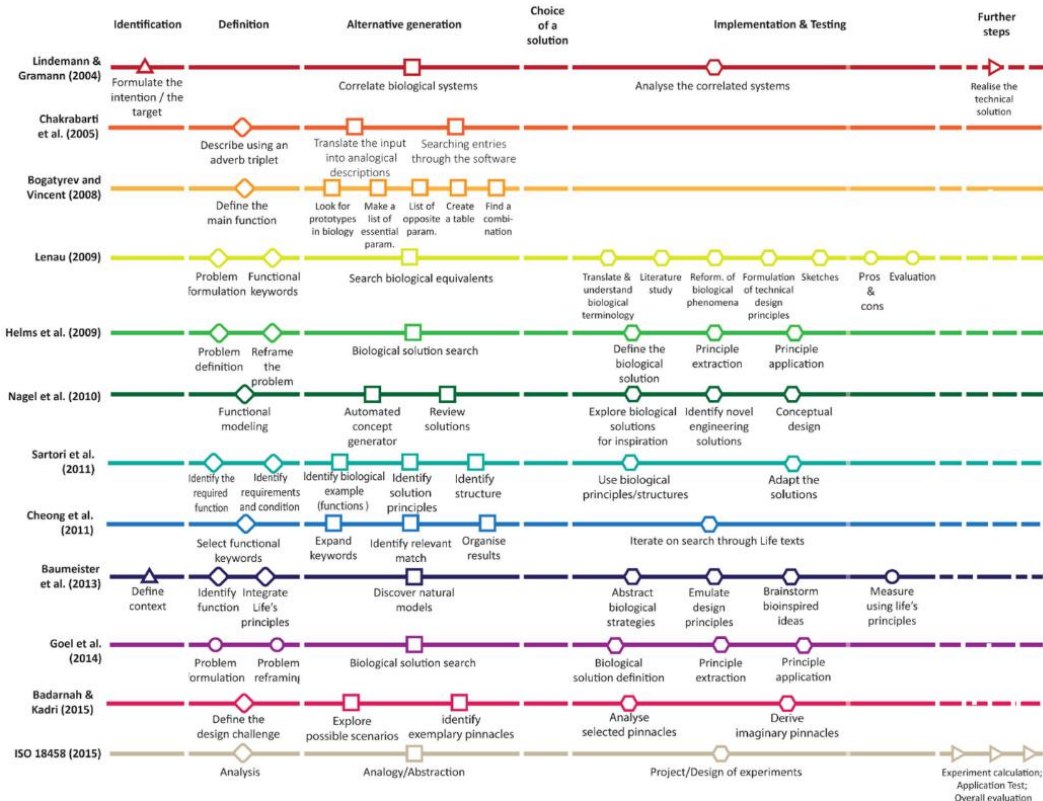 Identification
Definition
Alternative generation
Choice
of a
solution
Implementation & Testing
Further
steps
Lindemann &
Gramann (2004)
Formulate the
intention / the
target
Correlate biological systems
Analyse the correlated systems
Realise the
technical
solution
Chakrabarti
et al. (2005)
Describe using an
adverb triplet
Translate the input
into analogical
descriptions
Searching entries
through the software
Bogatyrev and
Vincent (2008)
Define the
main function
Look for
prototypes
in biology
Make a
list of
essential
param.
List of
opposite
param.
Create
a table
Find a
combi-
nation
Lenau (2009)
Problem
formulation
Functional
keywords
Search biological equivalents
Translate &
understand
biological
terminology
Literature
study
Reform. of
biological
phenomena
Formulation
of technical
design
principles
Sketches
Pros
&
cons
Evaluation
Helms et al. (2009)
Problem
definition
Reframe
the
problem
Biological solution search
Define the
biological
solution
Principle
extraction
Principle
application
Nagel et al. (2010)
Functional
modeling
Automated
concept
generator
Review
solutions
Explore biological
solutions
for inspiration
Identify novel
engineering
solutions
Conceptual
design
Sartori et al.
(2011)
Identify the
required
function
Identify
requirements
and condition
Identify biological
example
(functions )
Identify
solution
principles
Identify
structure
Use biological
principles/structures
Adapt the
solutions
Cheong et al.
(2011)
Select functional
keywords
Expand
keywords
Identify relevant
match
Organise
results
Iterate on search through Life texts
Baumeister
et al. (2013)
Define
context
Identify
function
Integrate
Life's
principles
Discover natural
models
Abstract
biological
strategies
Emulate
design
principles
Brainstorm
bioinspired
ideas
Measure
using life's
principles
Goel et al.
(2014)
Problem
ormulation
Problem
reframing
Biological solution search
Biological
solution definition
Principle
extraction
Principle
application
Badarnah &
Kadri (2015)
Define the
design challenge
Explore
possible scenarios
identify
exemplary pinnacles
Analyse
selected pinnacles
Derive
imaginary pinnacles
ISO 18458 (2015)
Analysis
Analogy/Abstraction
Project/Design of experiments
Experiment calculation;
Application Test;
Overall evaluation